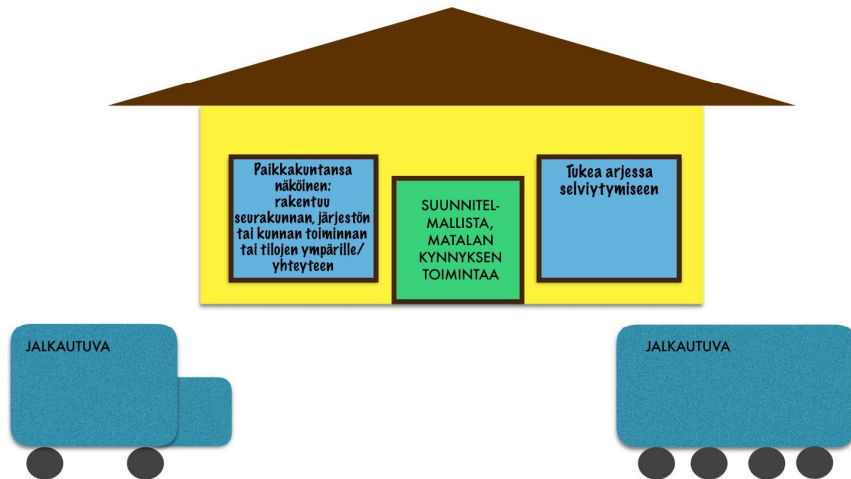 Paikkakuntansa
näköinen:
rakentuu
seurakunnan, järjestön
tai kunnan toiminnan
tai tilojen ympärille/
yhteyteen
SUUNNITEL-
MALLISTA,
MATALAN
KYNNYKSEN
TOIMINTAA
Tukea arjessa
selviytymiseen
JALKAUTUVA
JALKAUTUVA